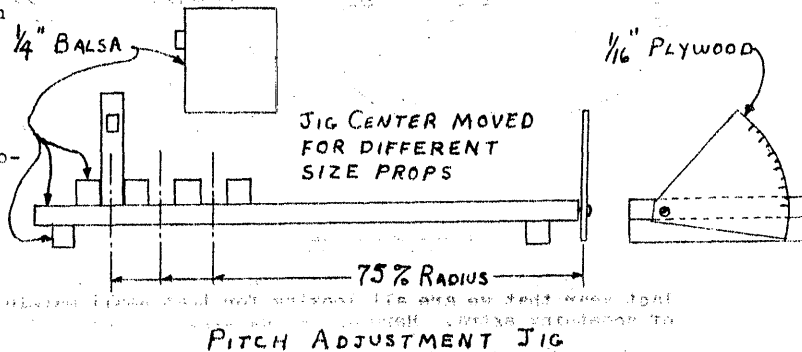 1/4" BALSA
1/16" PLYWOOD
JIG CENTER MOVED
FOR DIFFERENT
SIZE PROPS
75% RADIUS
PITCH ADJUSTMENT JIG